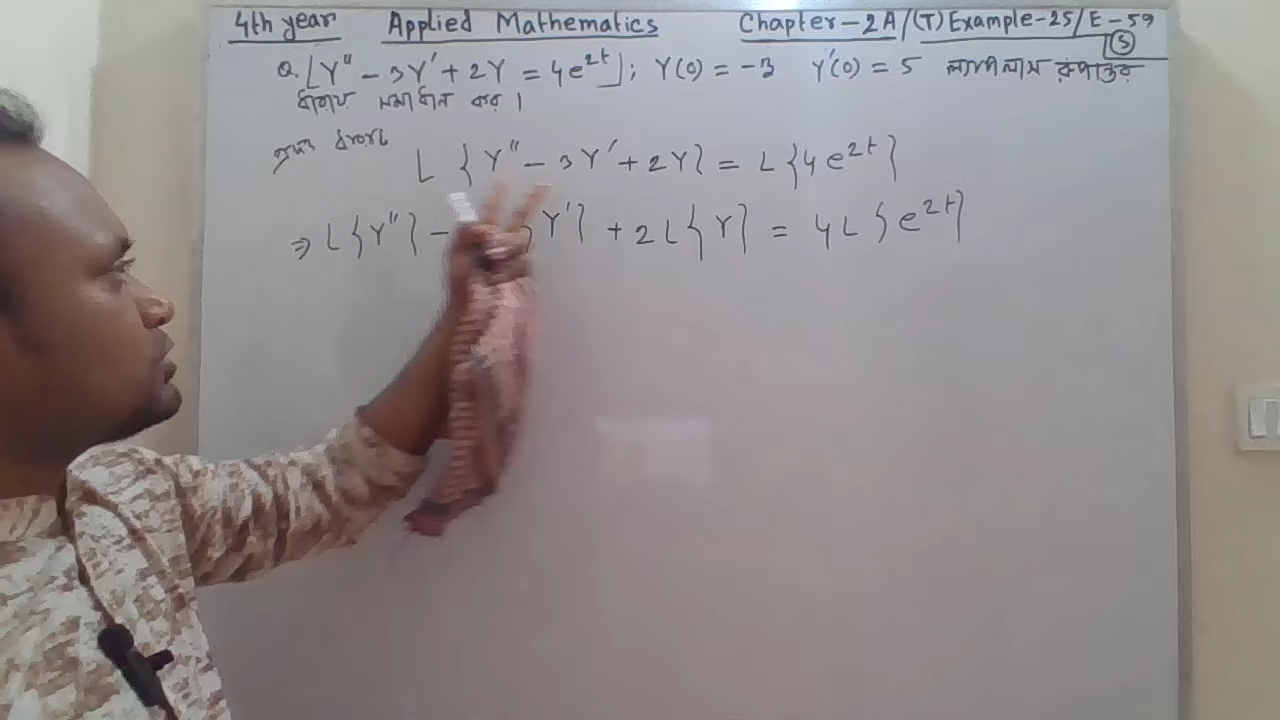 4th year Applied Mathematics Chapter-2A/(T)Example-25/E-59
(5)
Q. [Y'' - 3Y' + 2Y = 4e^{2t}]; Y(0) = -3 Y'(0) = 5 ল্যাপলাস রূপান্তর
দ্বারা সমাধান কর।
L {Y'' - 3Y' + 2Y} = L{4e^{2t}}
⇒ L{Y''} - Y'} + 2L{Y} = 4L{e^{2t}}